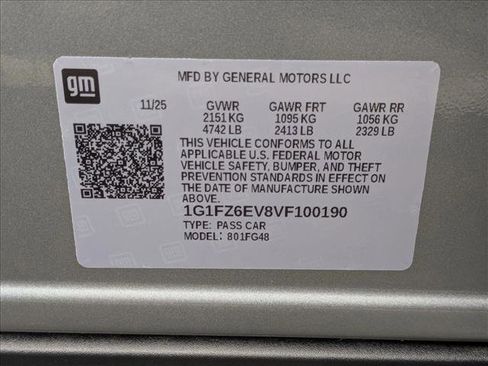 gm
MFD BY GENERAL MOTORS LLC
11/25 GVWR GAWR FRT GAWR RR
2151 KG 1095 KG 1056 KG
4742 LB 2413 LB 2329 LB
THIS VEHICLE CONFORMS TO ALL
APPLICABLE U.S. FEDERAL MOTOR
VEHICLE SAFETY, BUMPER, AND THEFT
PREVENTION STANDARDS IN EFFECT ON
THE DATE OF MANUFACTURE SHOWN
ABOVE.
1G1FZ6EV8VF100190
TYPE: PASS CAR
MODEL: 801FG48